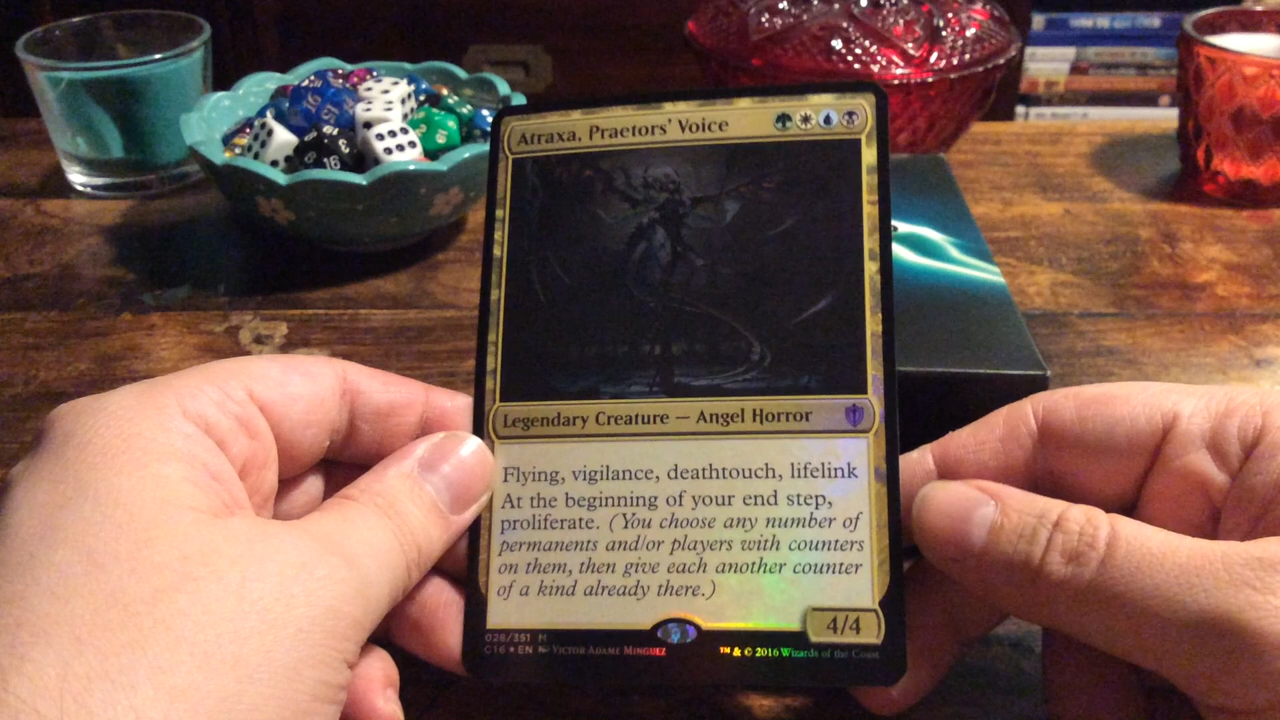 Atraxa, Praetors' Voice
Legendary Creature — Angel Horror
Flying, vigilance, deathtouch, lifelink
At the beginning of your end step,
proliferate. (You choose any number of
permanents and/or players with counters
on them, then give each another counter
of a kind already there.)
4/4
028/351 M
C16 ★ EN Victor Adame Minguez
™ & © 2016 Wizards of the Coast